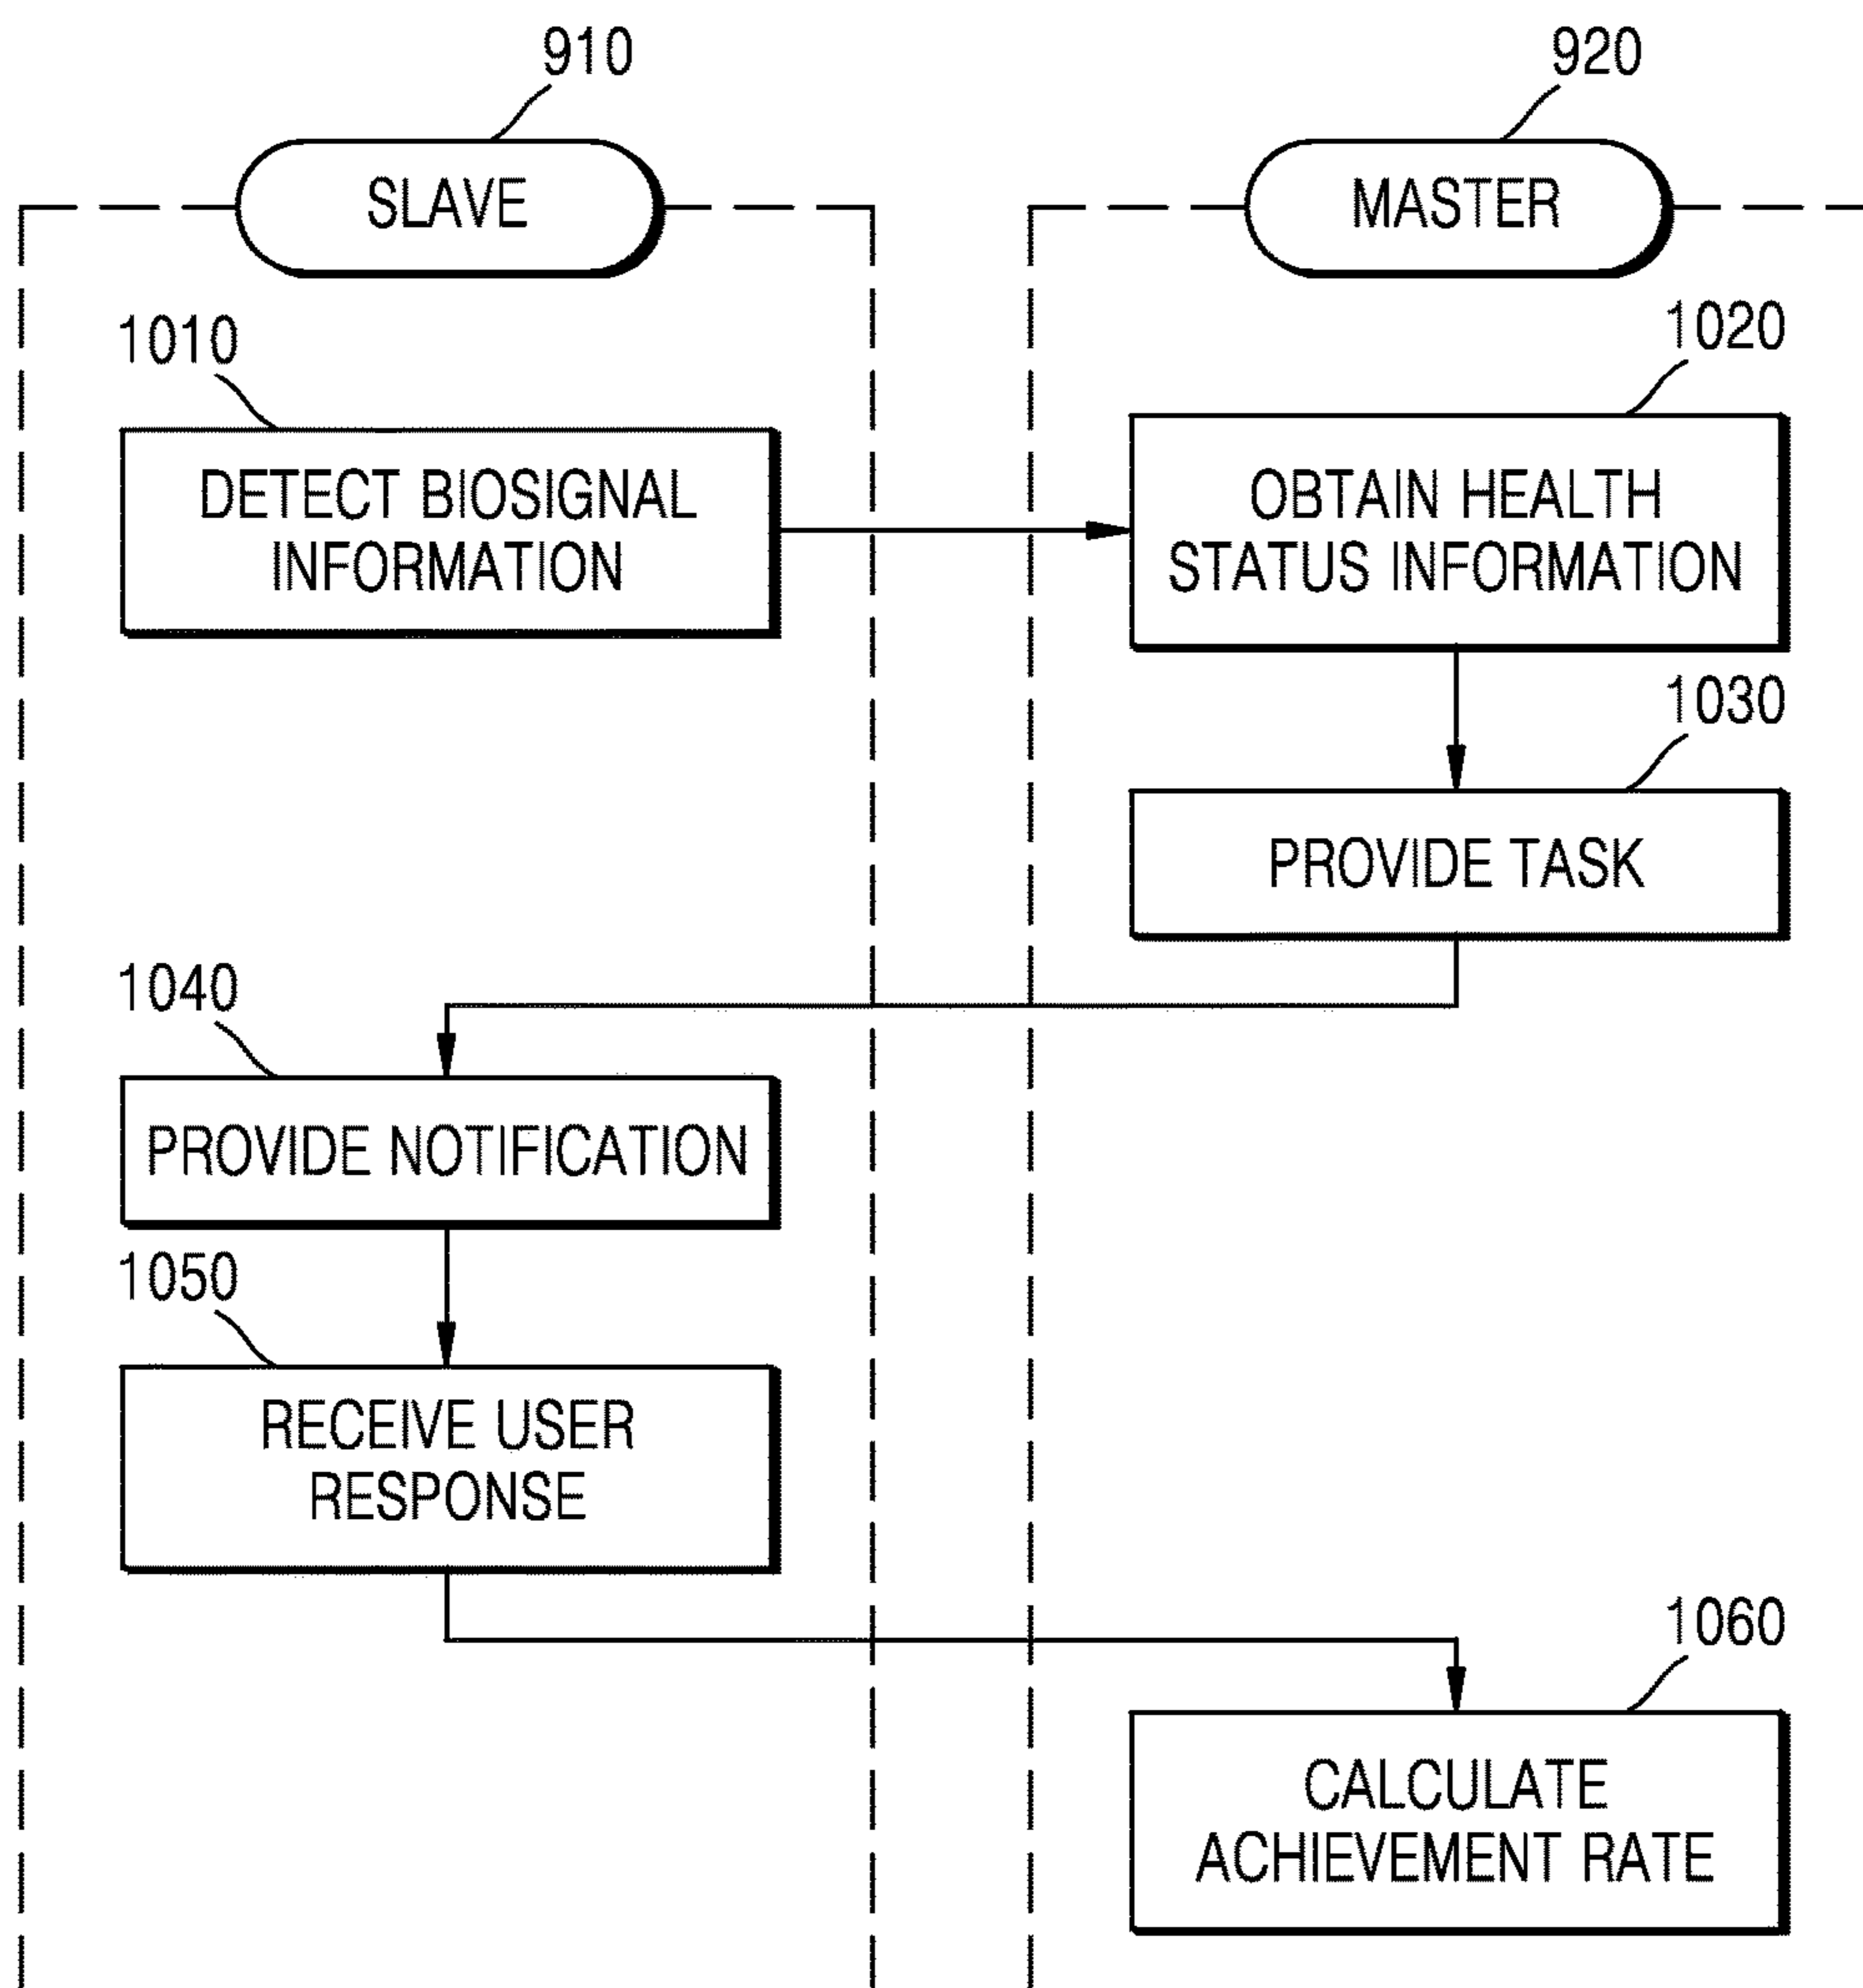 910
920
SLAVE
MASTER
1010
1020
DETECT BIOSIGNAL
INFORMATION
OBTAIN HEALTH
STATUS INFORMATION
1030
PROVIDE TASK
1040
PROVIDE NOTIFICATION
1050
RECEIVE USER
RESPONSE
1060
CALCULATE
ACHIEVEMENT RATE